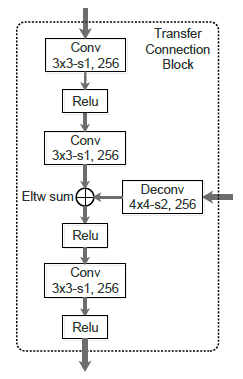 Transfer
Connection
Block
Conv
3x3-s1, 256
Relu
Conv
3x3-s1, 256
Eltw sum
Deconv
4x4-s2, 256
Relu
Conv
3x3-s1, 256
Relu